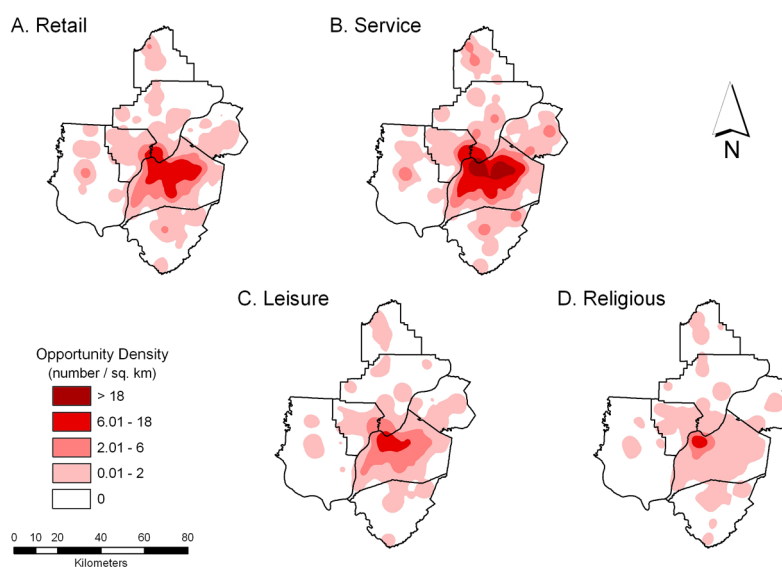 A. Retail
B. Service
N
C. Leisure
D. Religious
Opportunity Density
(number / sq. km)
> 18
6.01 - 18
2.01 - 6
0.01 - 2
0
0 10 20 40 60 80
Kilometers